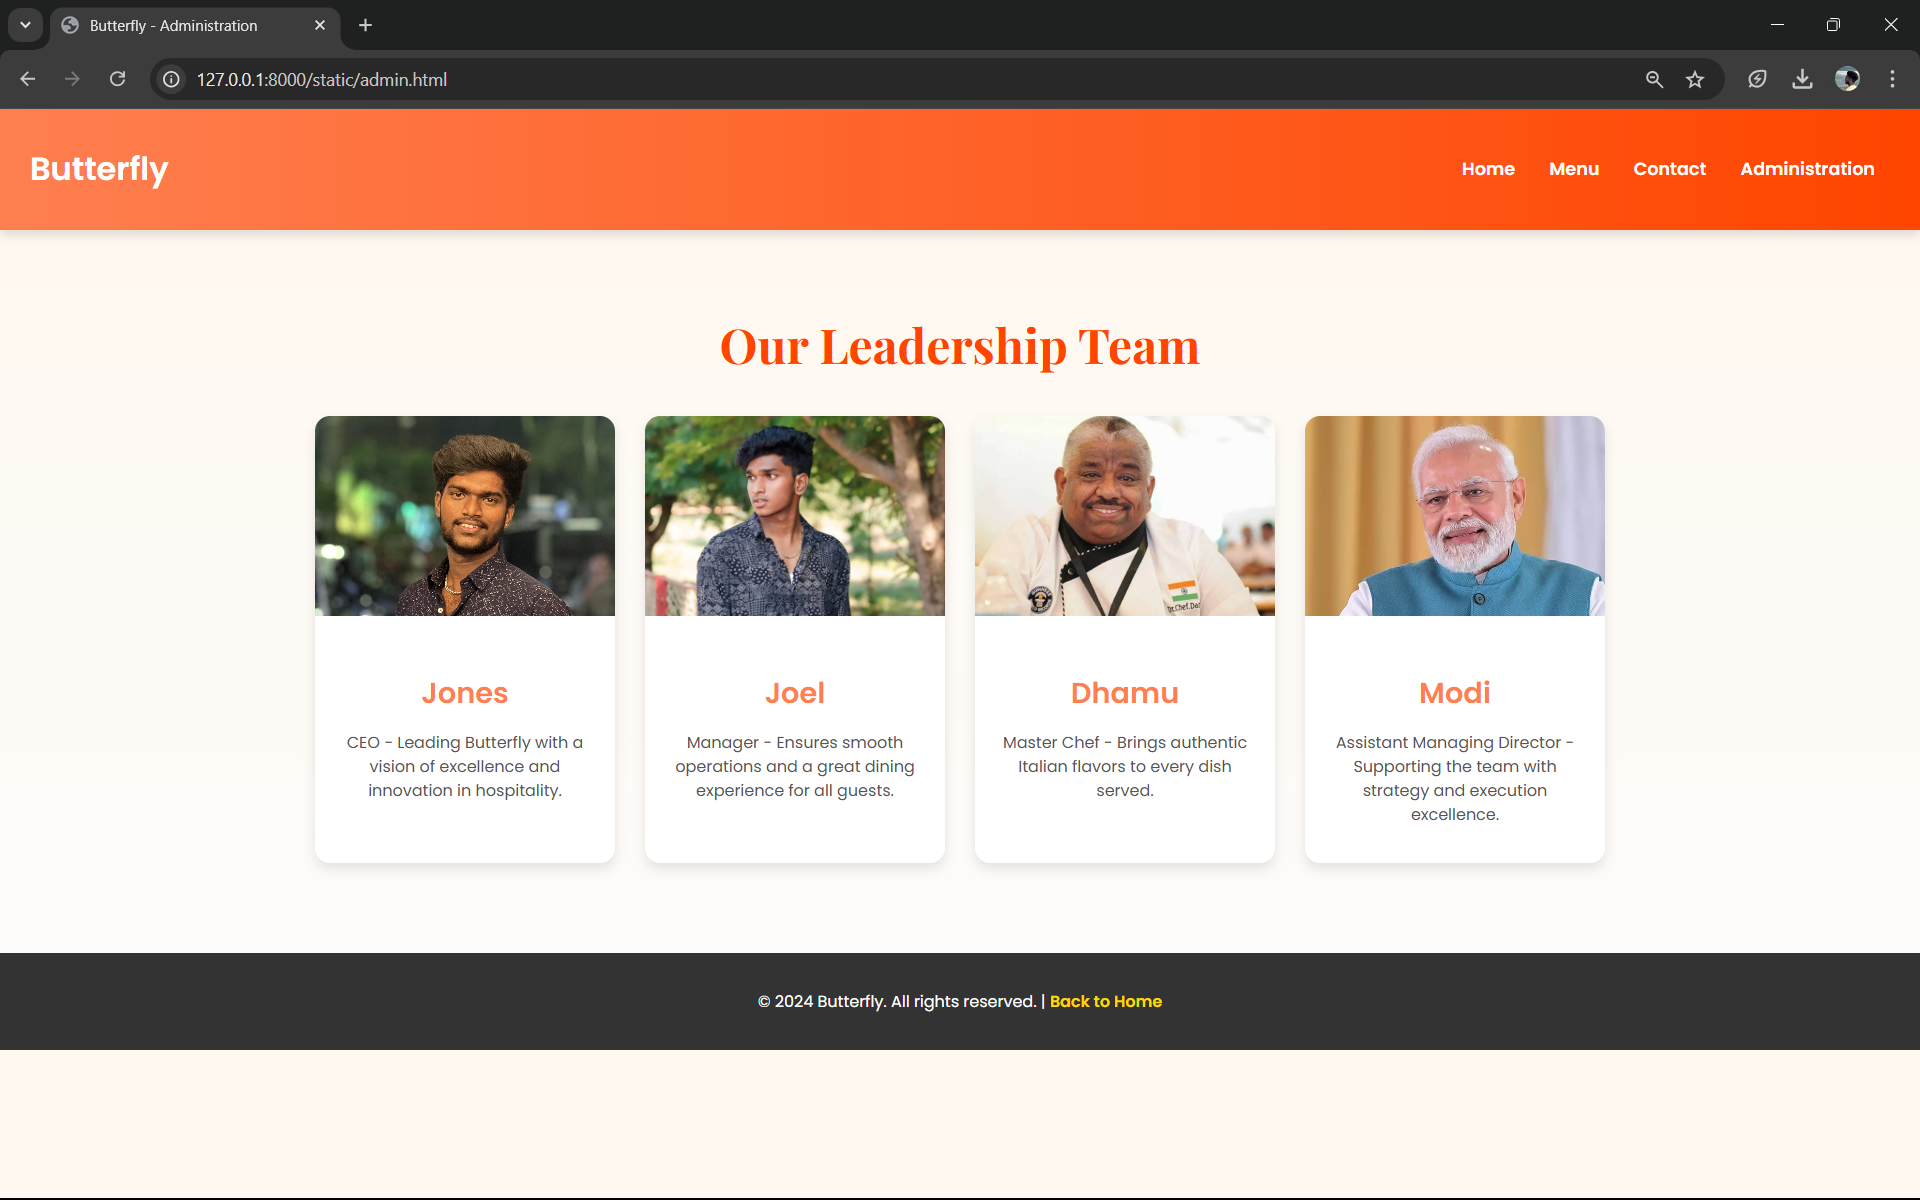 Butterfly - Administration
127.0.0.1:8000/static/admin.html
Butterfly
Home Menu Contact Administration
Our Leadership Team
Dr.Chef.Da
Jones
CEO - Leading Butterfly with a
vision of excellence and
innovation in hospitality.
Joel
Manager - Ensures smooth
operations and a great dining
experience for all guests.
Dhamu
Master Chef - Brings authentic
Italian flavors to every dish
served.
Modi
Assistant Managing Director -
Supporting the team with
strategy and execution
excellence.
© 2024 Butterfly. All rights reserved. | Back to Home